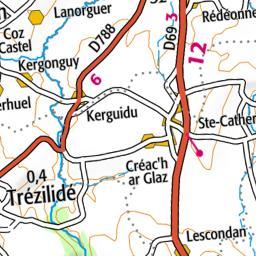 Lanorguer
Rédéonne
Coz
Castel
D788
D69
3
12
Kergonguy
6
erhuel
Kerguidu
Ste-Cather
Créac'h
ar Glaz
0,4
Trézilidé
Lescondan